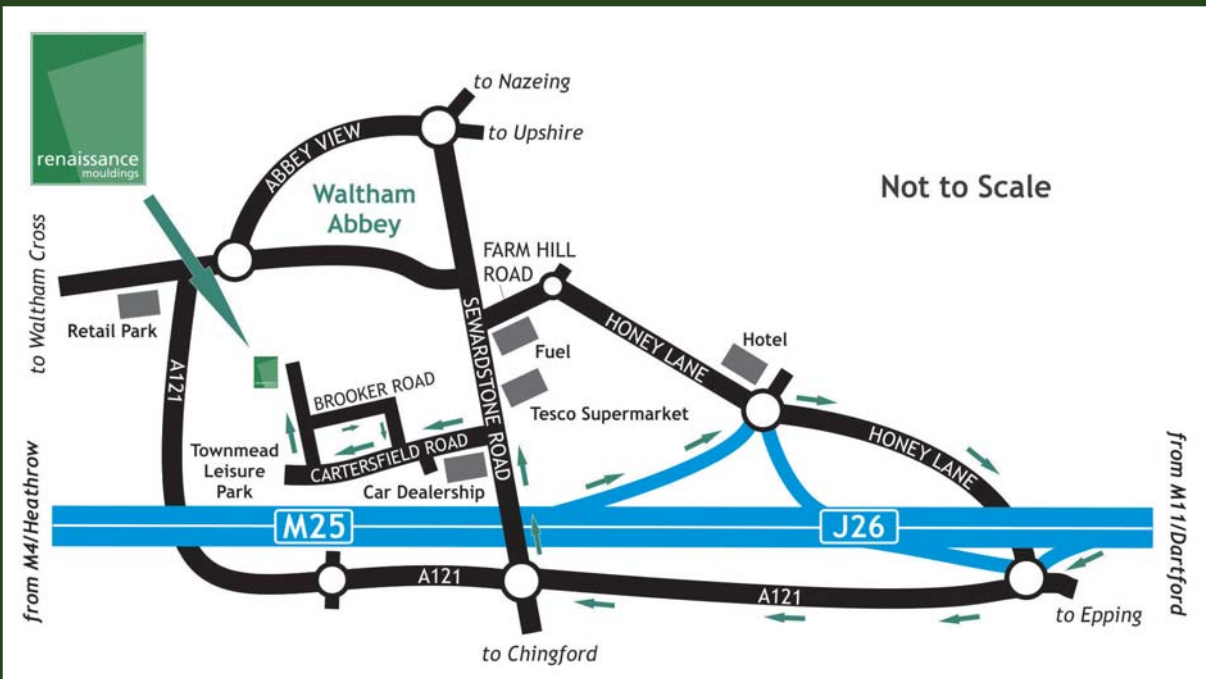 renaissance
mouldings
to Nazeing
to Upshire
ABBEY VIEW
Waltham
Abbey
Not to Scale
to Waltham Cross
FARM HILL
ROAD
Retail Park
A121
SEWARDSTONE ROAD
Fuel
HONEY LANE
Hotel
Tesco Supermarket
BROOKER ROAD
Townmead
Leisure
Park
CARTERSFIELD ROAD
Car Dealership
HONEY LANE
from M4/Heathrow
M25
J26
from M11/Dartford
A121
A121
to Epping
to Chingford